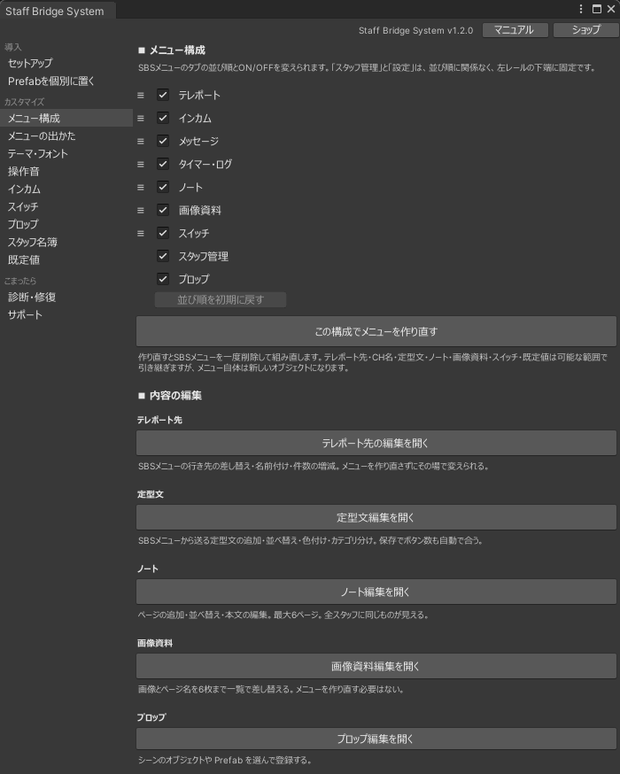 Staff Bridge System
Staff Bridge System v1.2.0
マニュアル
ショップ
導入
セットアップ
Prefabを個別に置く
カスタマイズ
メニュー構成
メニューの出かた
テーマ・フォント
操作音
インカム
スイッチ
プロップ
スタッフ名簿
既定値
こまったら
診断・修復
サポート
■ メニュー構成
SBSメニューのタブの並び順とON/OFFを変えられます。「スタッフ管理」と「設定」は、並び順に関係なく、左レールの下端に固定です。
テレポート
インカム
メッセージ
タイマー・ログ
ノート
画像資料
スイッチ
スタッフ管理
プロップ
並び順を初期に戻す
この構成でメニューを作り直す
作り直すとSBSメニューを一度削除して組み直します。テレポート先・CH名・定型文・ノート・画像資料・スイッチ・既定値は可能な範囲で
引き継ぎますが、メニュー自体は新しいオブジェクトになります。
■ 内容の編集
テレポート先
テレポート先の編集を開く
SBSメニューの行き先の差し替え・名前付け・件数の増減。メニューを作り直さずにその場で変えられる。
定型文
定型文編集を開く
SBSメニューから送る定型文の追加・並べ替え・色付け・カテゴリ分け。保存でボタン数も自動で合う。
ノート
ノート編集を開く
ページの追加・並べ替え・本文の編集。最大6ページ。全スタッフに同じものが見える。
画像資料
画像資料編集を開く
画像とページ名を6枚まで一覧で差し替える。メニューを作り直す必要はない。
プロップ
プロップ編集を開く
シーンのオブジェクトや Prefab を選んで登録する。